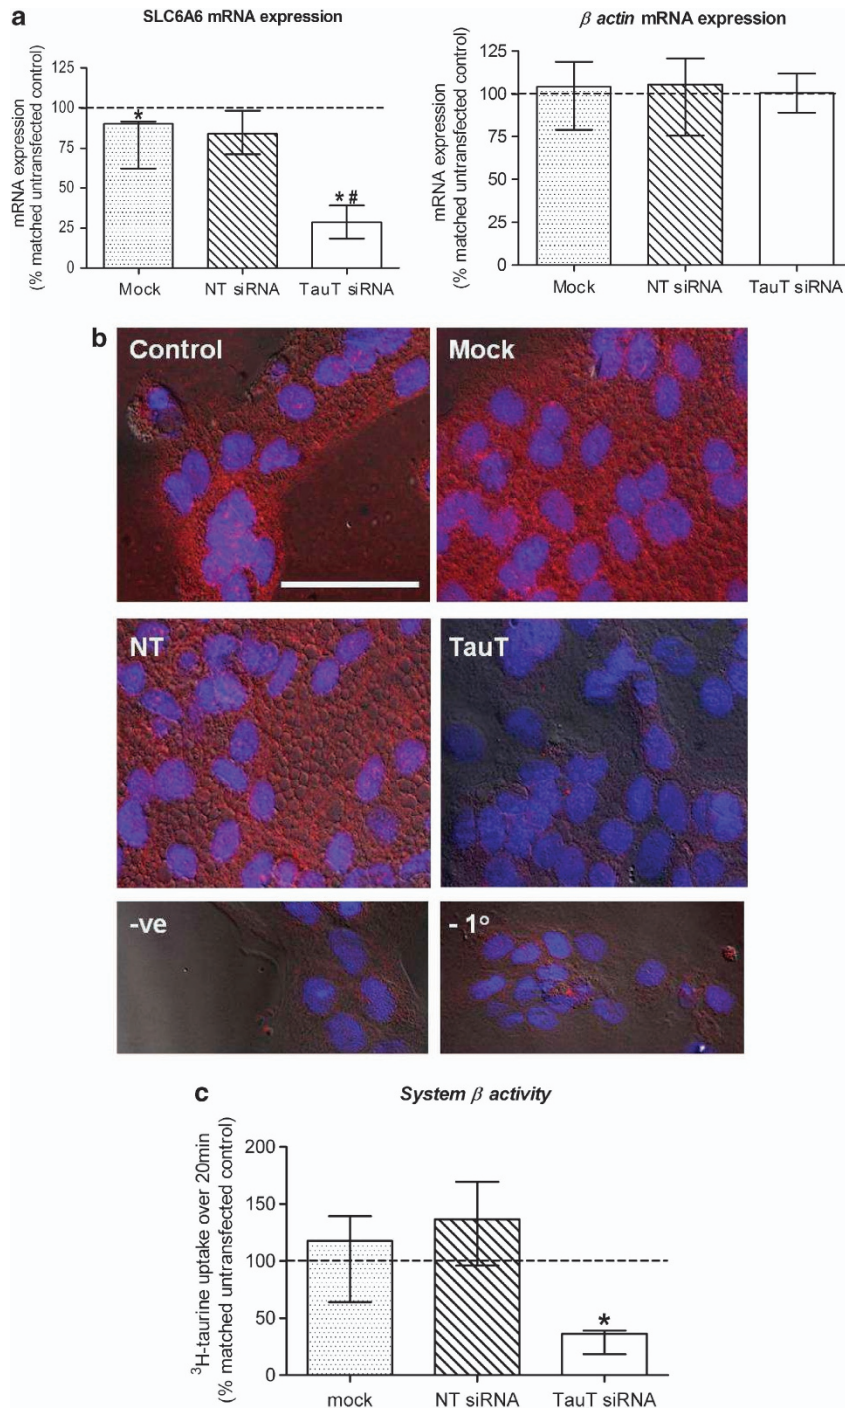 a
SLC6A6 mRNA expression
mRNA expression
(% matched untransfected control)
125
100
75
50
25
0
*
* #
Mock
NT siRNA
TauT siRNA
β actin mRNA expression
mRNA expression
(% matched untransfected control)
125
100
75
50
25
0
Mock
NT siRNA
TauT siRNA
b
Control
Mock
NT
TauT
-ve
- 1°
c
System β activity
³H-taurine uptake over 20min
(% matched untransfected control)
200
150
100
50
0
*
mock
NT siRNA
TauT siRNA